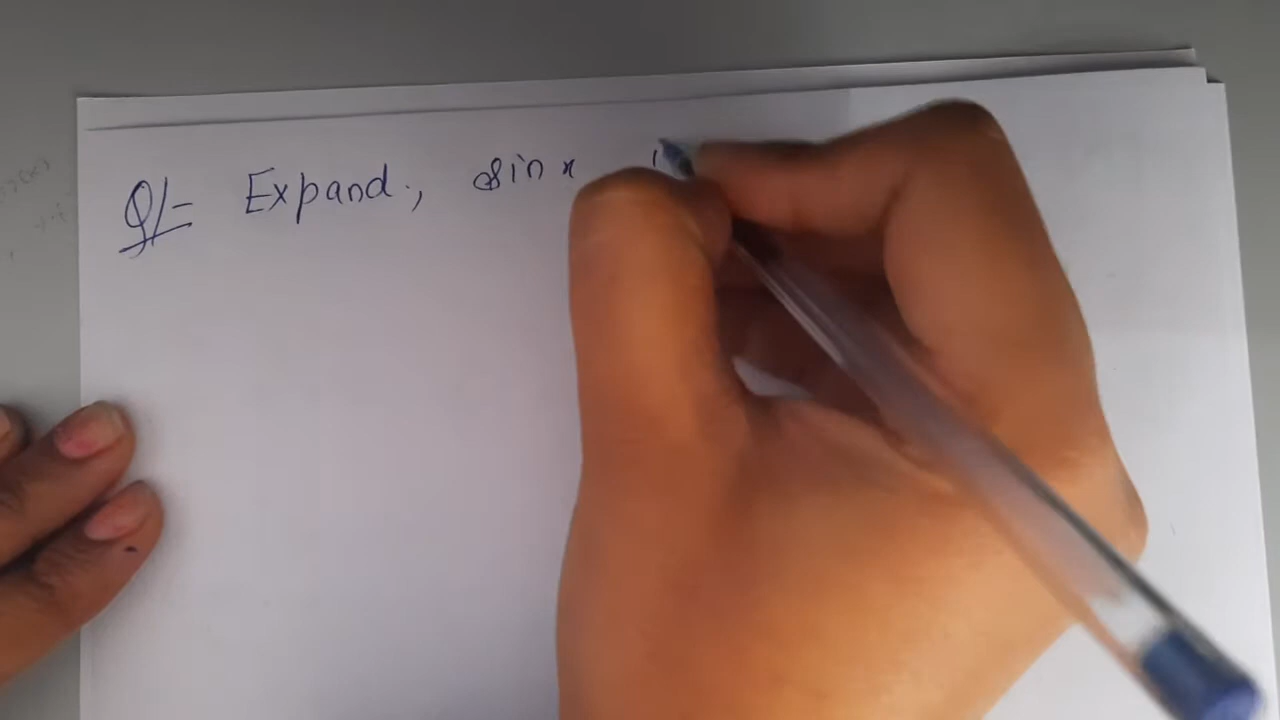 Q/- Expand, sin x